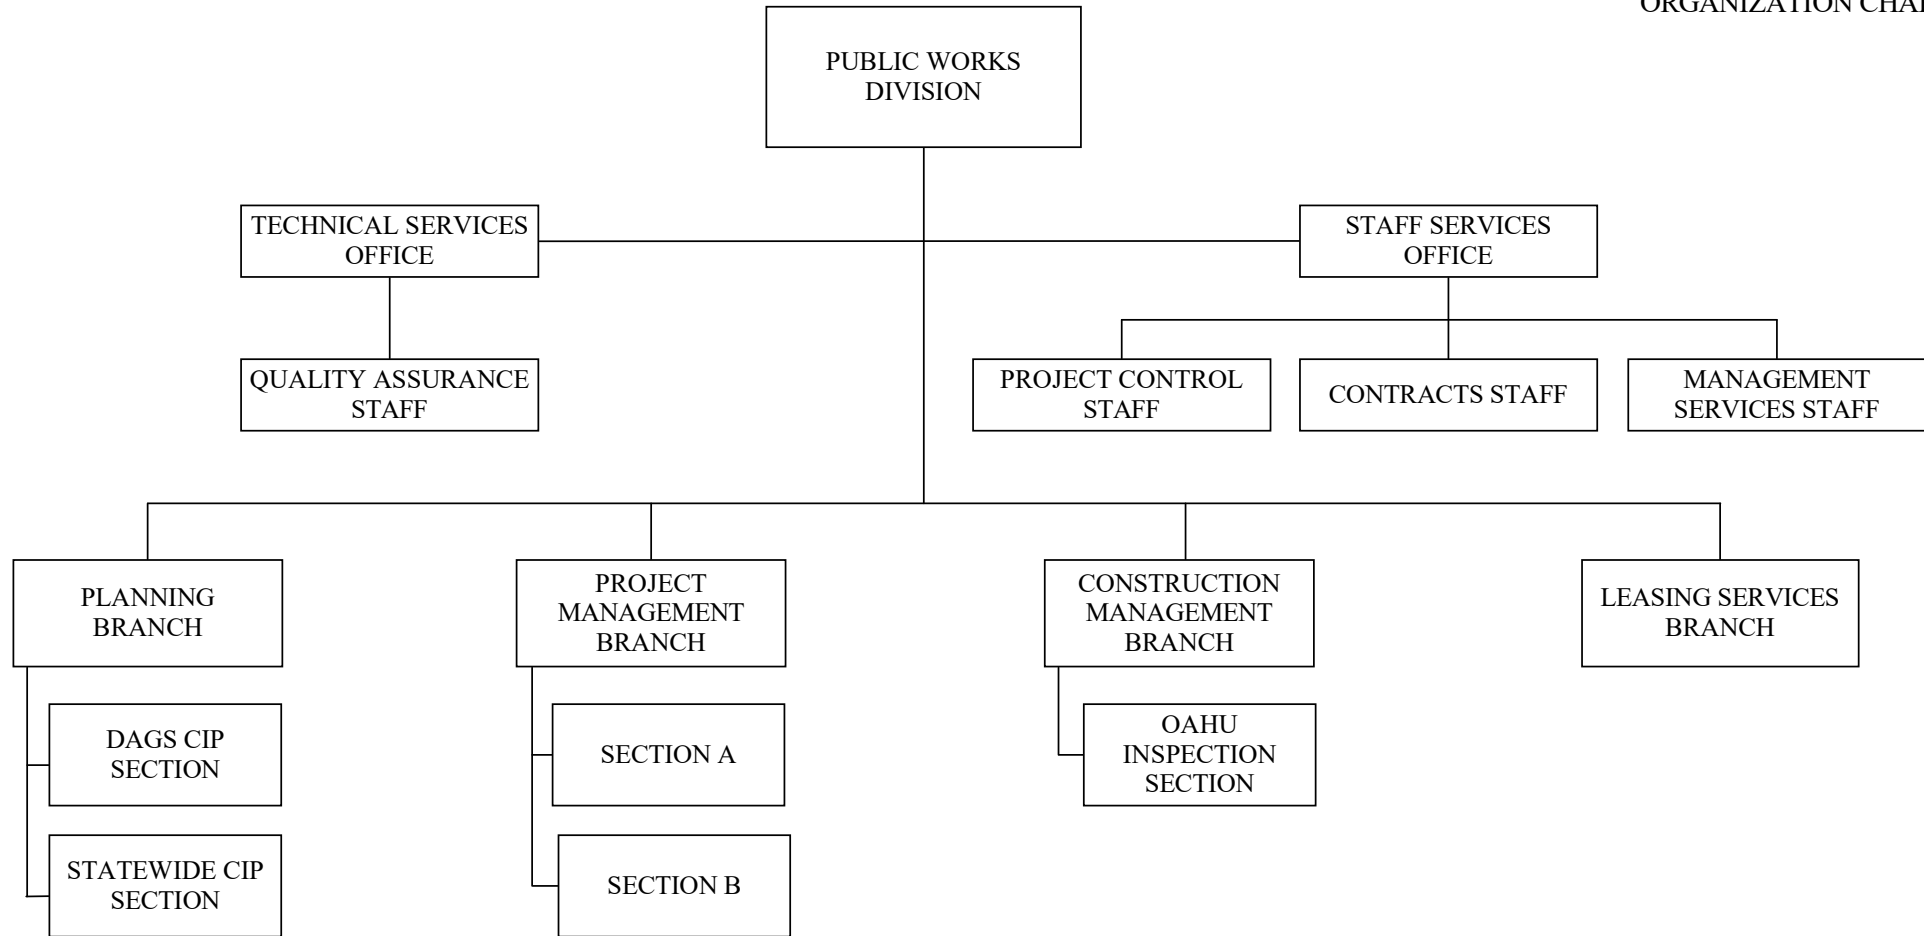 ORGANIZATION
PUBLIC WORKS
DIVISION
TECHNICAL SERVICES
OFFICE
STAFF SERVICES
OFFICE
QUALITY ASSURANCE
STAFF
PROJECT CONTROL
STAFF
CONTRACTS STAFF
MANAGEMENT
SERVICES STAFF
PLANNING
BRANCH
PROJECT
MANAGEMENT
BRANCH
CONSTRUCTION
MANAGEMENT
BRANCH
LEASING SERVICES
BRANCH
DAGS CIP
SECTION
SECTION A
OAHU
INSPECTION
SECTION
STATEWIDE CIP
SECTION
SECTION B